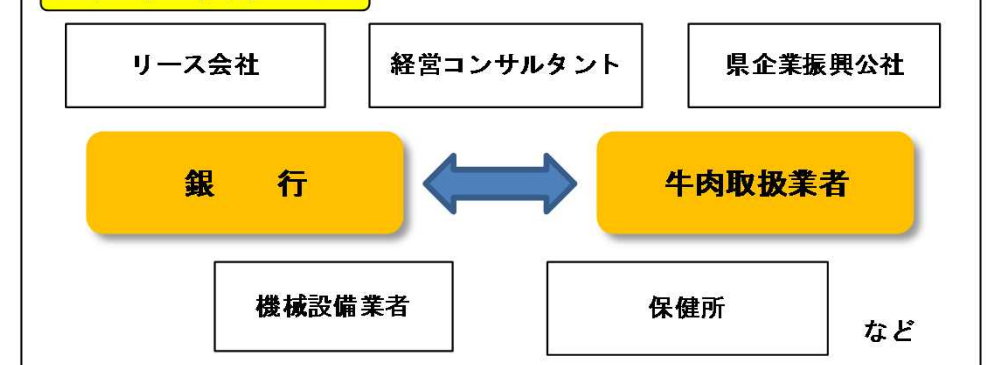 リース会社
経営コンサルタント
県企業振興公社
銀　行
牛肉取扱業者
機械設備業者
保健所
など